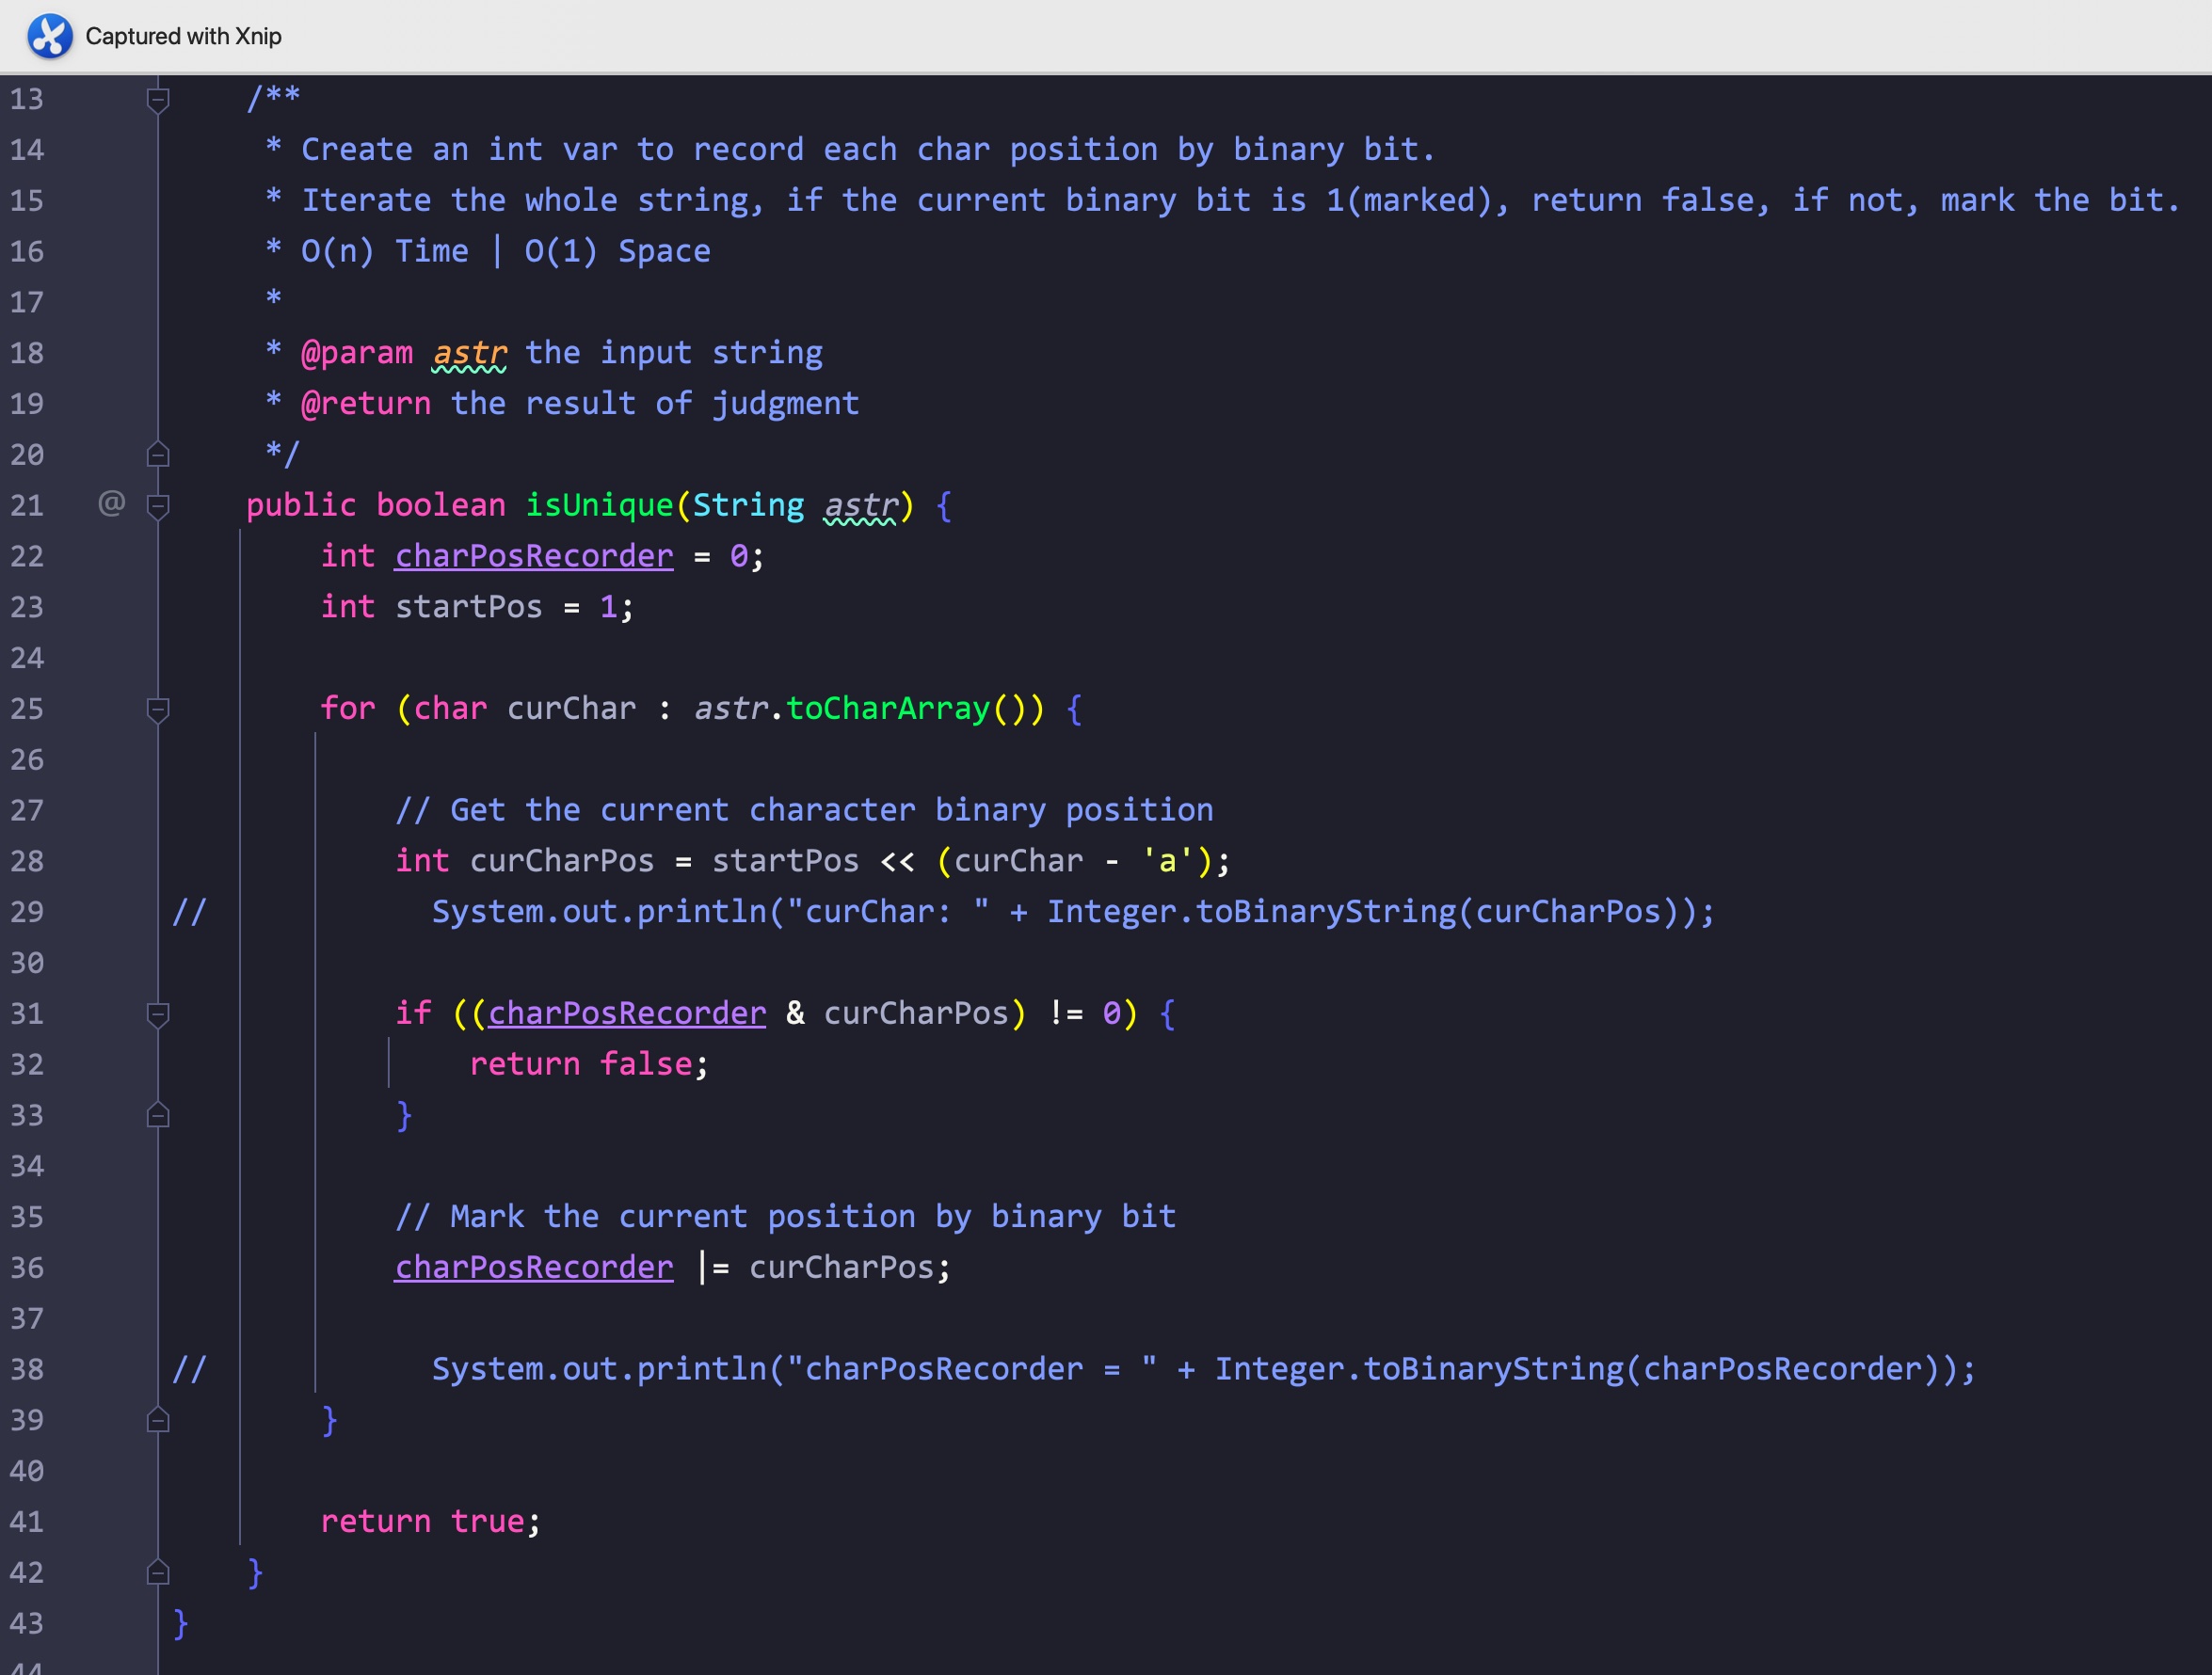 Captured with Xnip
13 /**
14 * Create an int var to record each char position by binary bit.
15 * Iterate the whole string, if the current binary bit is 1(marked), return false, if not, mark the bit.
16 * O(n) Time | O(1) Space
17 *
18 * @param astr the input string
19 * @return the result of judgment
20 */
21 @ public boolean isUnique(String astr) {
22 int charPosRecorder = 0;
23 int startPos = 1;
24
25 for (char curChar : astr.toCharArray()) {
26
27 // Get the current character binary position
28 int curCharPos = startPos << (curChar - 'a');
29 // System.out.println("curChar: " + Integer.toBinaryString(curCharPos));
30
31 if ((charPosRecorder & curCharPos) != 0) {
32 return false;
33 }
34
35 // Mark the current position by binary bit
36 charPosRecorder |= curCharPos;
37
38 // System.out.println("charPosRecorder = " + Integer.toBinaryString(charPosRecorder));
39 }
40
41 return true;
42 }
43 }
44